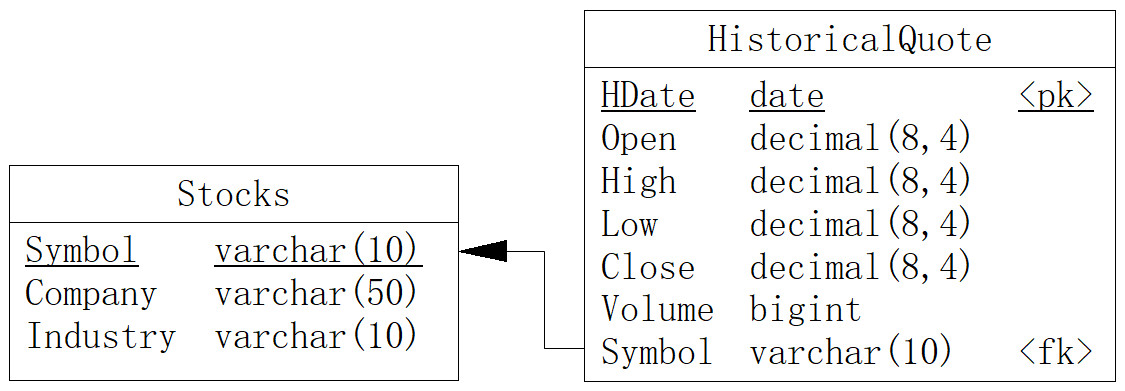 Stocks
Symbol varchar(10)
Company varchar(50)
Industry varchar(10)
HistoricalQuote
HDate date <pk>
Open decimal(8,4)
High decimal(8,4)
Low decimal(8,4)
Close decimal(8,4)
Volume bigint
Symbol varchar(10) <fk>